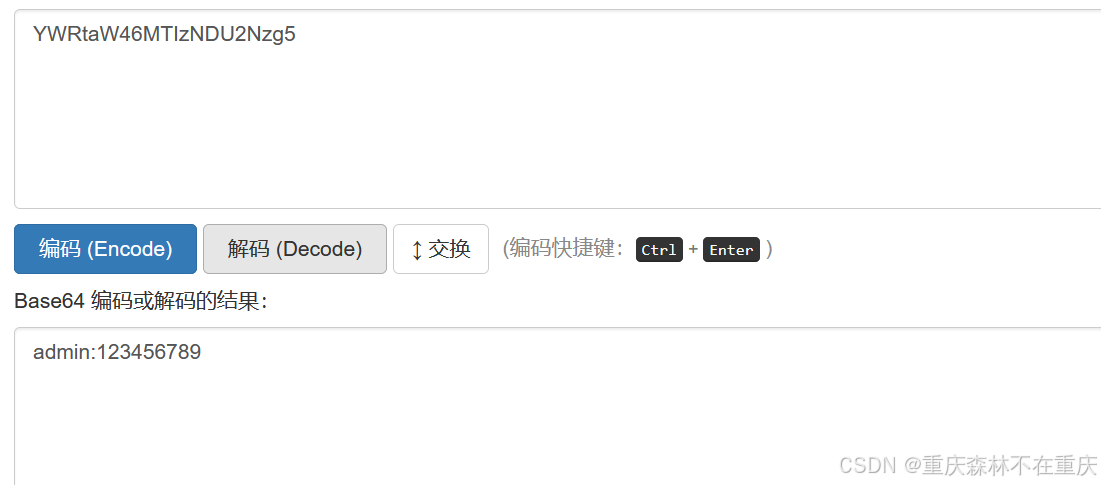 YWRtaW46MTIzNDU2Nzg5
编码 (Encode) 解码 (Decode) ↕ 交换 (编码快捷键： Ctrl + Enter )
Base64 编码或解码的结果：
admin:123456789
CSDN @重庆森林不在重庆